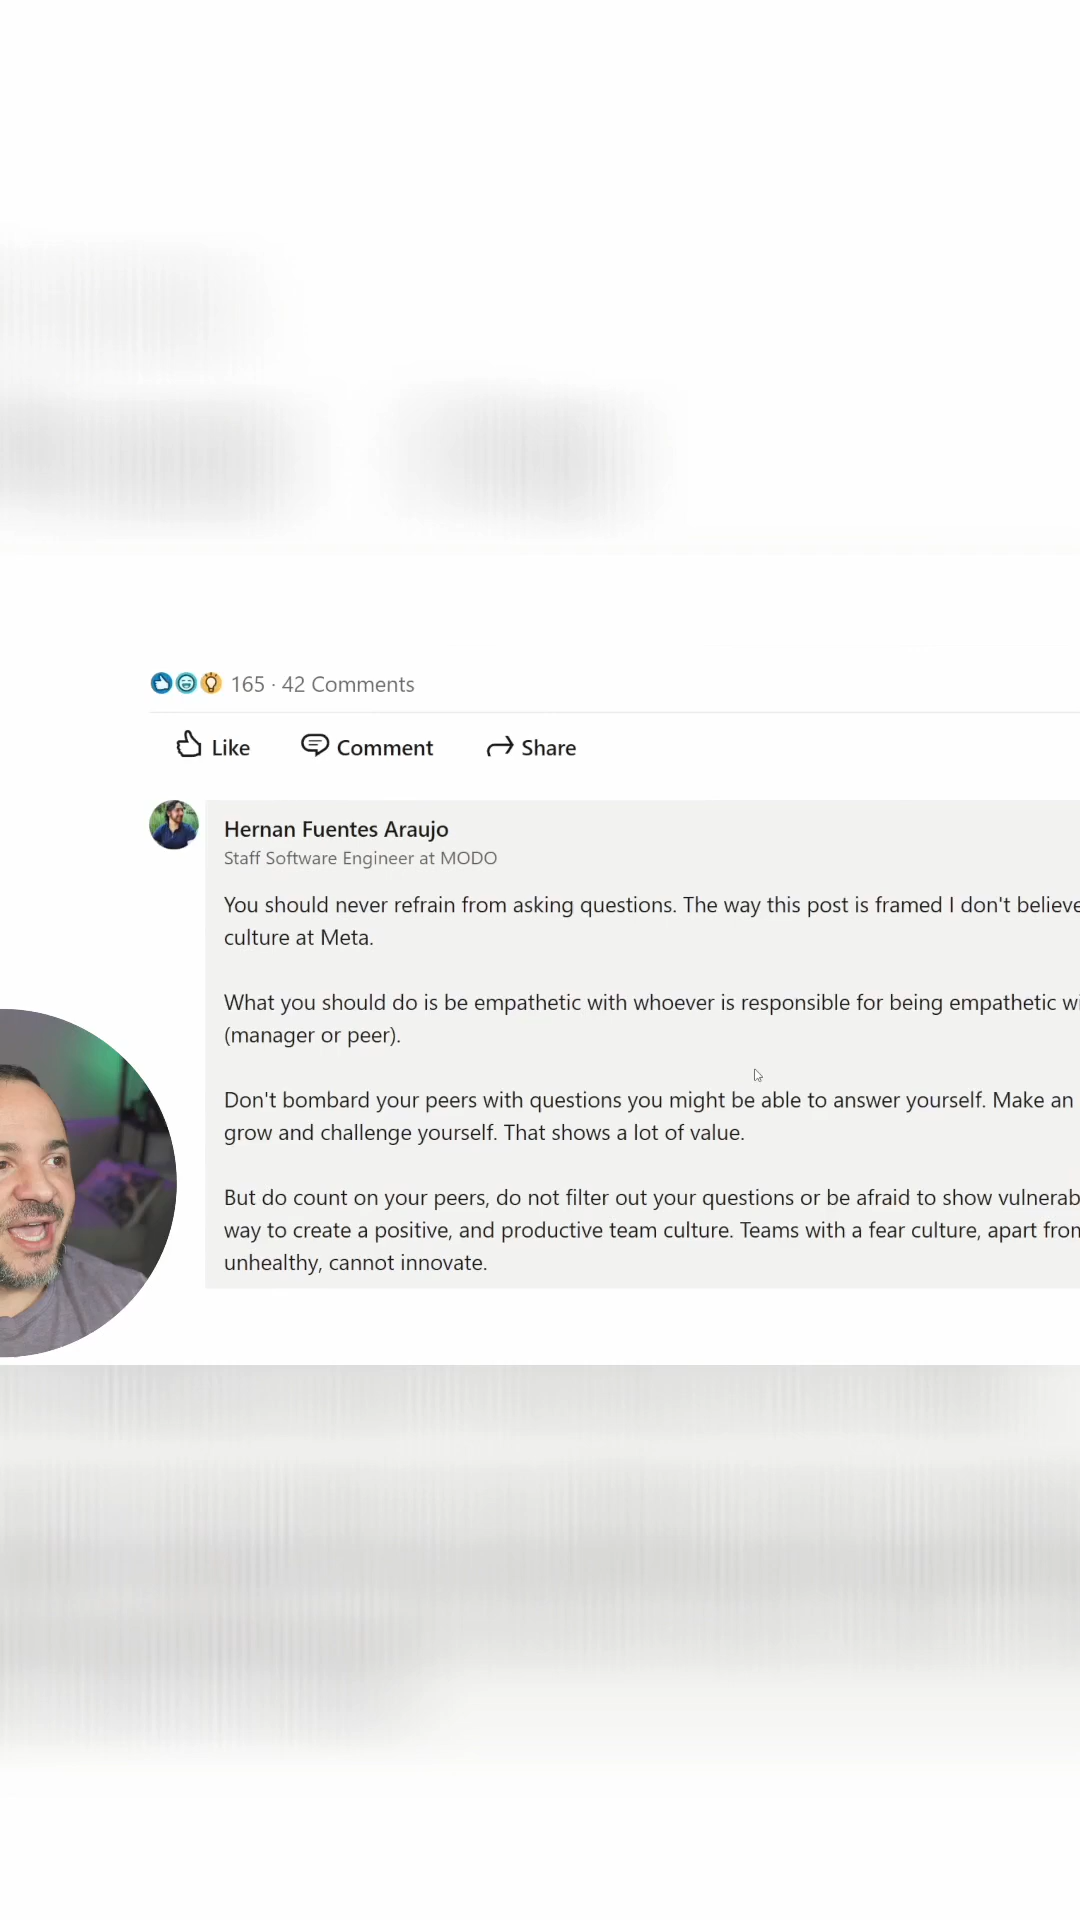 165 · 42 Comments
Like Comment Share
Hernan Fuentes Araujo
Staff Software Engineer at MODO
You should never refrain from asking questions. The way this post is framed I don't believe
culture at Meta.
What you should do is be empathetic with whoever is responsible for being empathetic wi
(manager or peer).
Don't bombard your peers with questions you might be able to answer yourself. Make an
grow and challenge yourself. That shows a lot of value.
But do count on your peers, do not filter out your questions or be afraid to show vulnerab
way to create a positive, and productive team culture. Teams with a fear culture, apart from
unhealthy, cannot innovate.